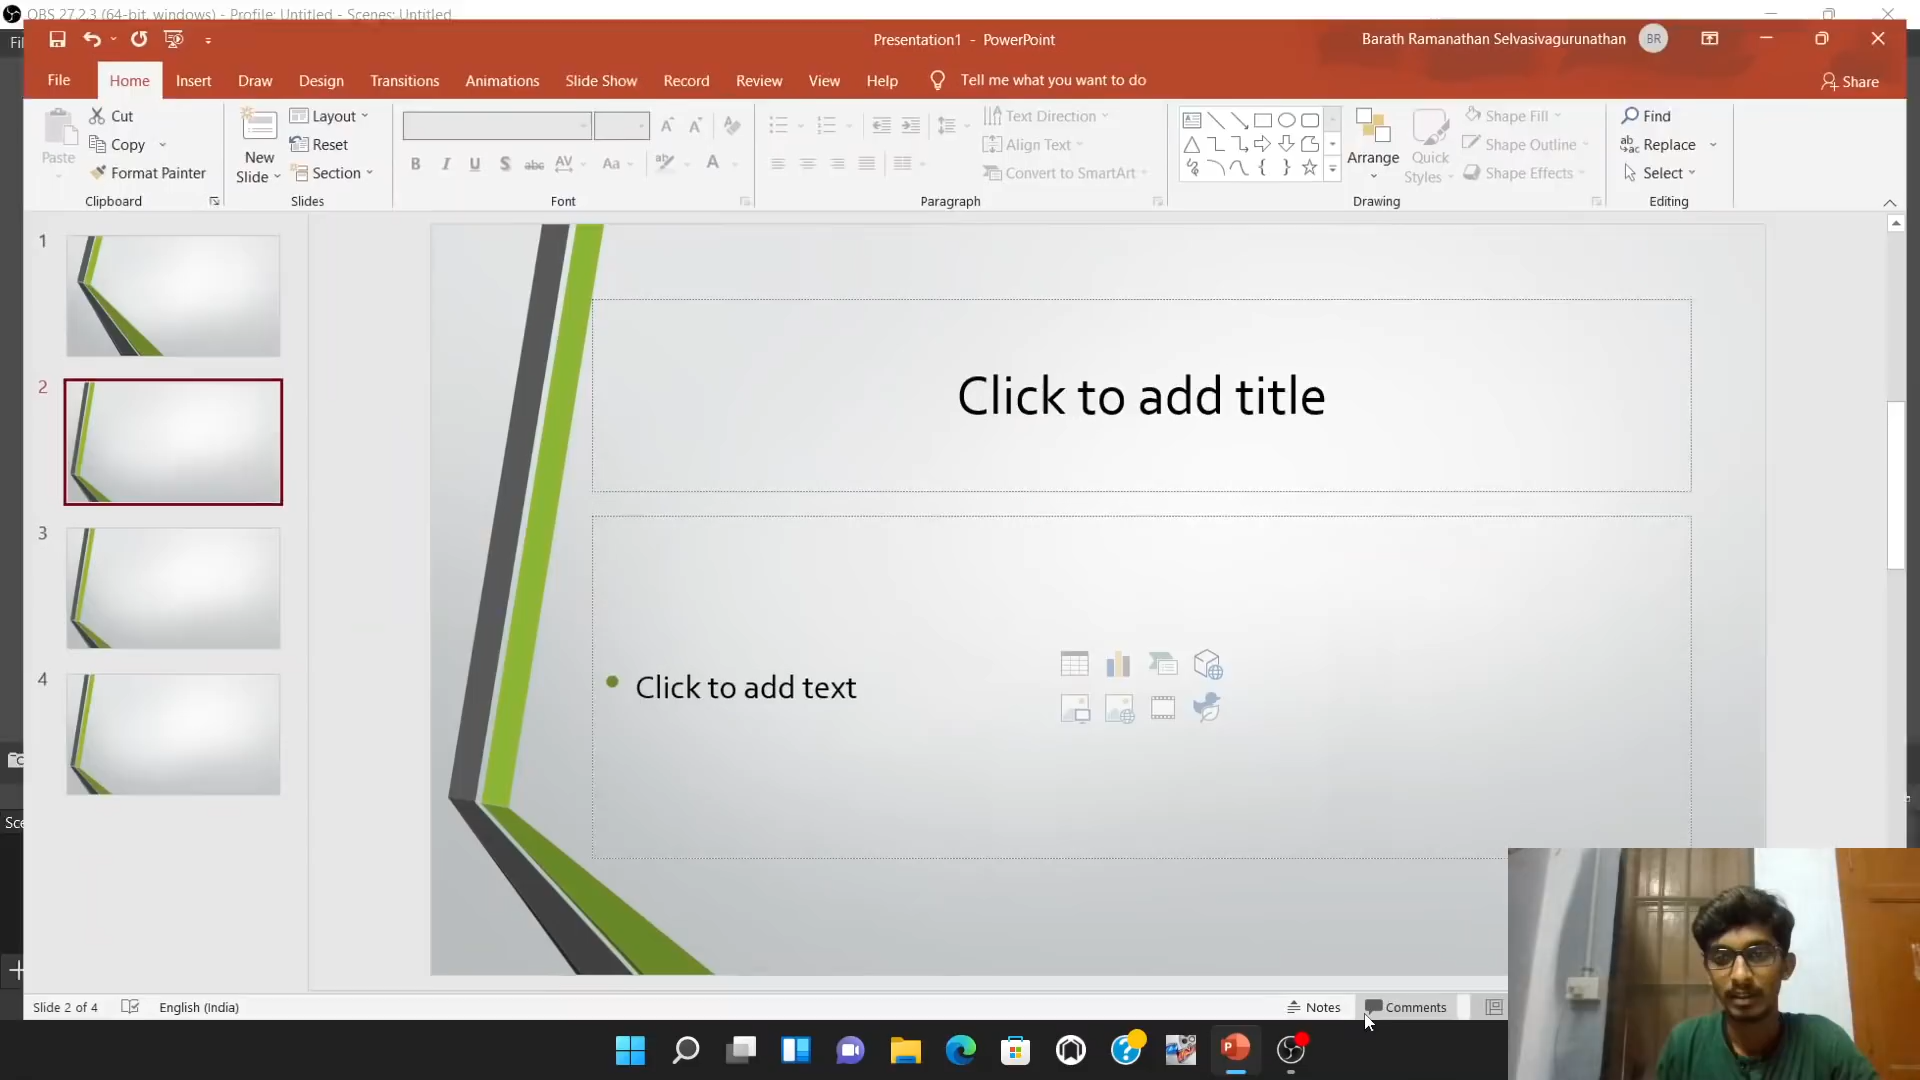 OBS 27.2.3 (64-bit, windows) - Profile: Untitled - Scenes: Untitled
Presentation1 - PowerPoint
Barath Ramanathan Selvasivagurunathan
BR
File Home Insert Draw Design Transitions Animations Slide Show Record Review View Help Tell me what you want to do
Share
Paste
Cut
Copy
Format Painter
Clipboard
New
Slide
Layout
Reset
Section
Slides
B I U S abc AV Aa A
Font
Text Direction
Align Text
Convert to SmartArt
Paragraph
Arrange
Quick
Styles
Shape Fill
Shape Outline
Shape Effects
Drawing
Find
Replace
Select
Editing
1
2
3
4
Click to add title
Click to add text
Sce
Slide 2 of 4
English (India)
Notes
Comments